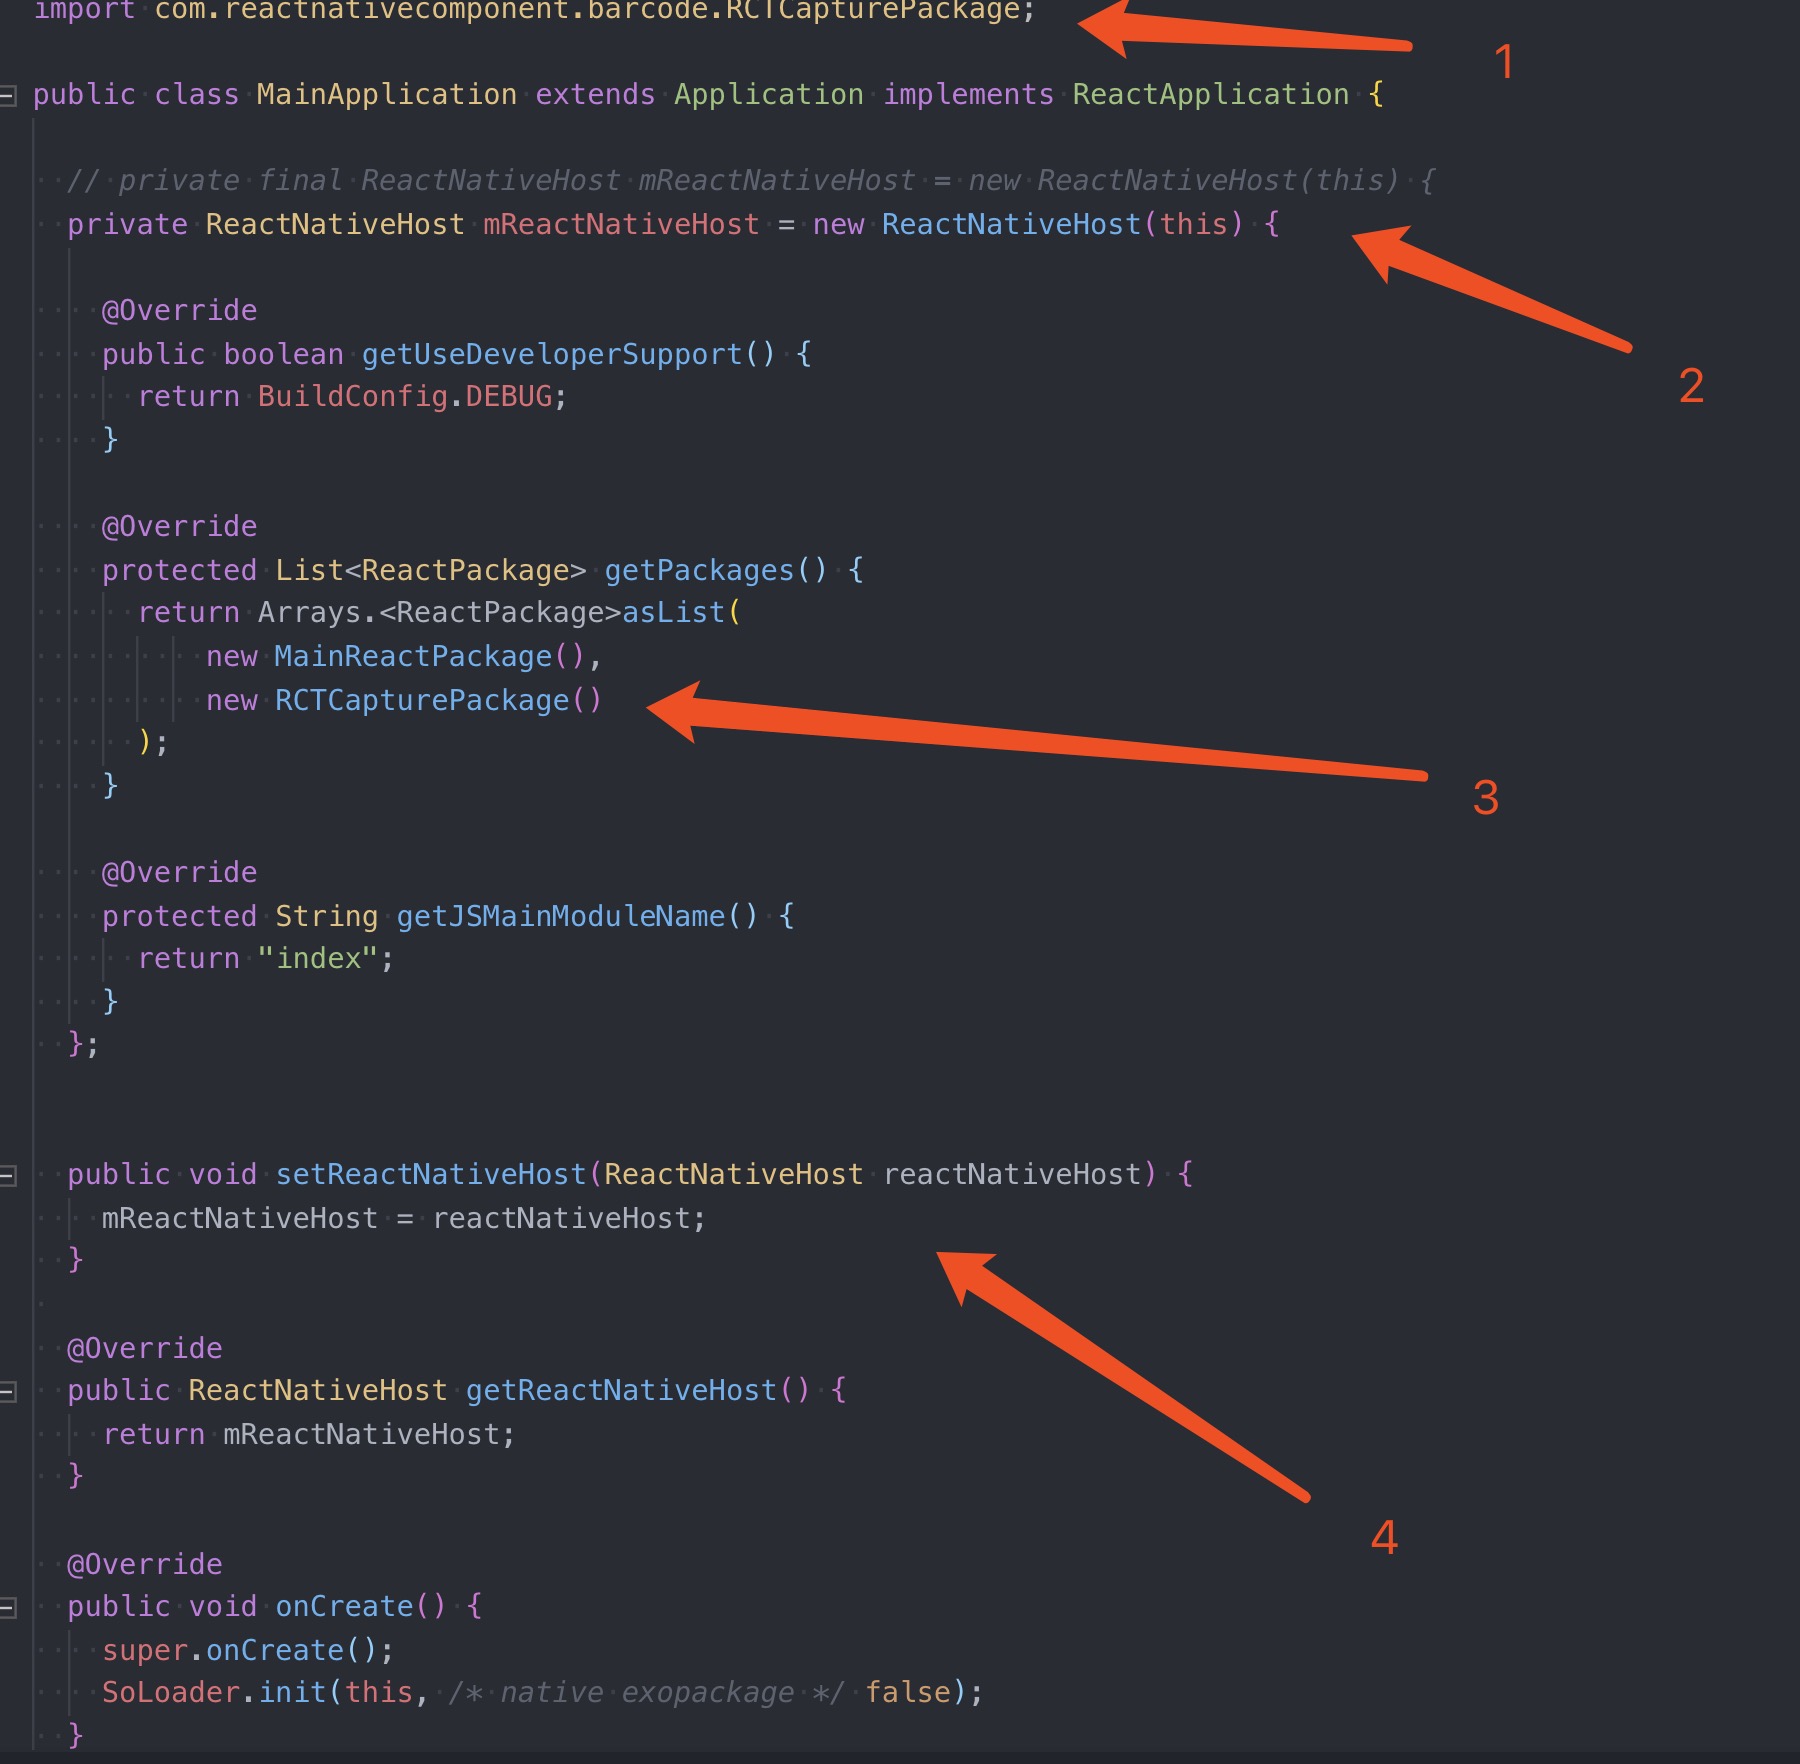 import com.reactnativecomponent.barcode.RCTCapturePackage;
1
public class MainApplication extends Application implements ReactApplication {
// private final ReactNativeHost mReactNativeHost = new ReactNativeHost(this) {
private ReactNativeHost mReactNativeHost = new ReactNativeHost(this) {
2
@Override
public boolean getUseDeveloperSupport() {
return BuildConfig.DEBUG;
}
@Override
protected List<ReactPackage> getPackages() {
return Arrays.<ReactPackage>asList(
new MainReactPackage(),
new RCTCapturePackage()
);
3
}
@Override
protected String getJSMainModuleName() {
return "index";
}
};
public void setReactNativeHost(ReactNativeHost reactNativeHost) {
mReactNativeHost = reactNativeHost;
}
@Override
public ReactNativeHost getReactNativeHost() {
return mReactNativeHost;
}
4
@Override
public void onCreate() {
super.onCreate();
SoLoader.init(this, /* native exopackage */ false);
}